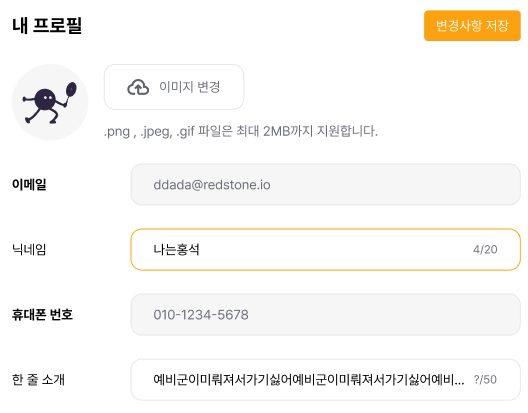 내 프로필
변경사항 저장
이미지 변경
.png , .jpeg, .gif 파일은 최대 2MB까지 지원합니다.
이메일
ddada@redstone.io
닉네임
나는홍석
4/20
휴대폰 번호
010-1234-5678
한 줄 소개
예비군이미뤄져서가기싫어예비군이미뤄져서가기싫어예비...
?/50